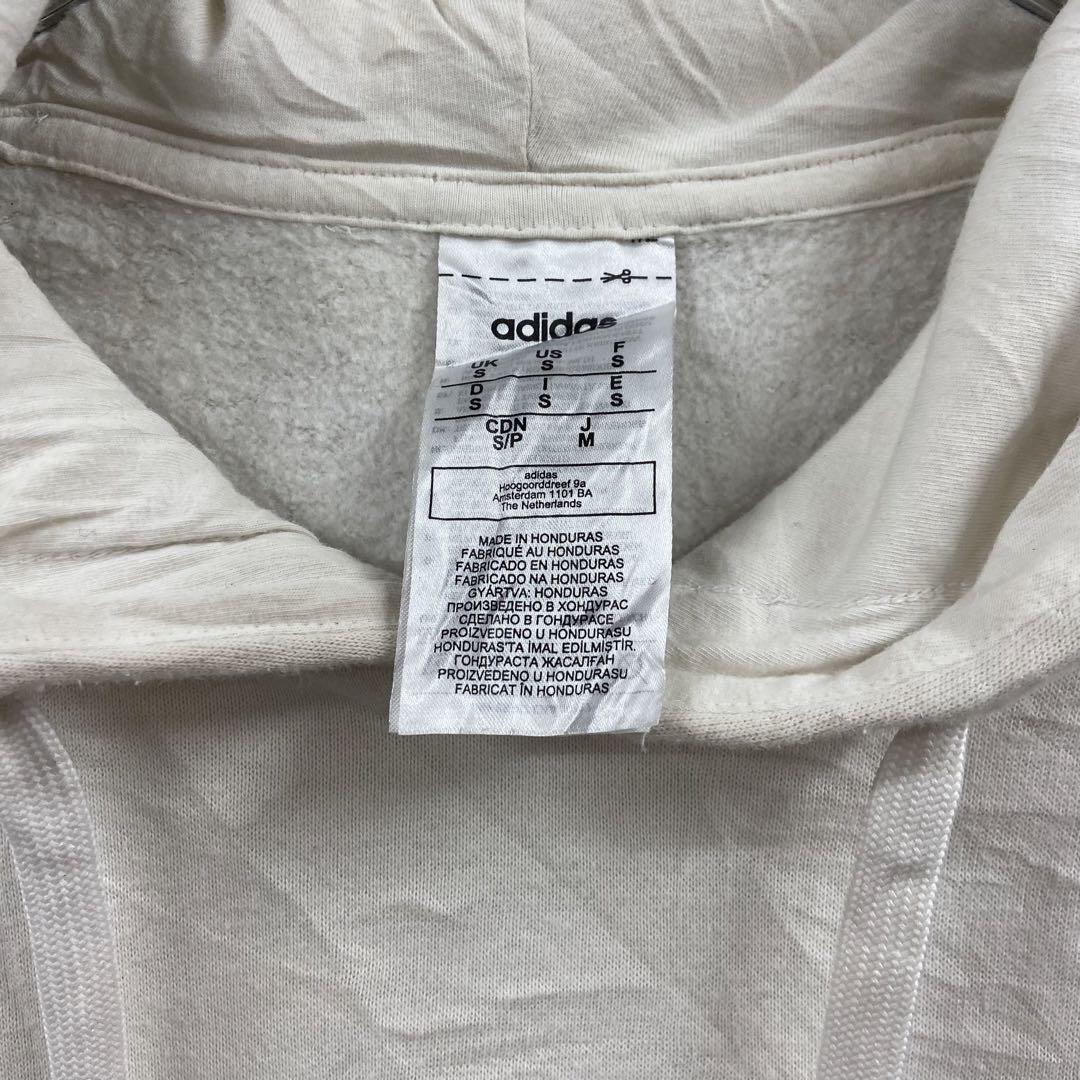 adidas
UK US F
S S S
D I E
S S S
CDN J
S/P M
adidas
Hoogoorddreef 9a
Amsterdam 1101 BA
The Netherlands
MADE IN HONDURAS
FABRIQUÉ AU HONDURAS
FABRICADO EN HONDURAS
FABRICADO NA HONDURAS
GYÁRTVA: HONDURAS
ПРОИЗВЕДЕНО В ХОНДУРАС
СДЕЛАНО В ГОНДУРАСЕ
PROIZVEDENO U HONDURASU
HONDURAS'TA İMAL EDİLMİŞTİR.
ГОНДУРАСТА ЖАСАЛҒАН
PROIZVEDENO U HONDURASU
FABRICAT ÎN HONDURAS